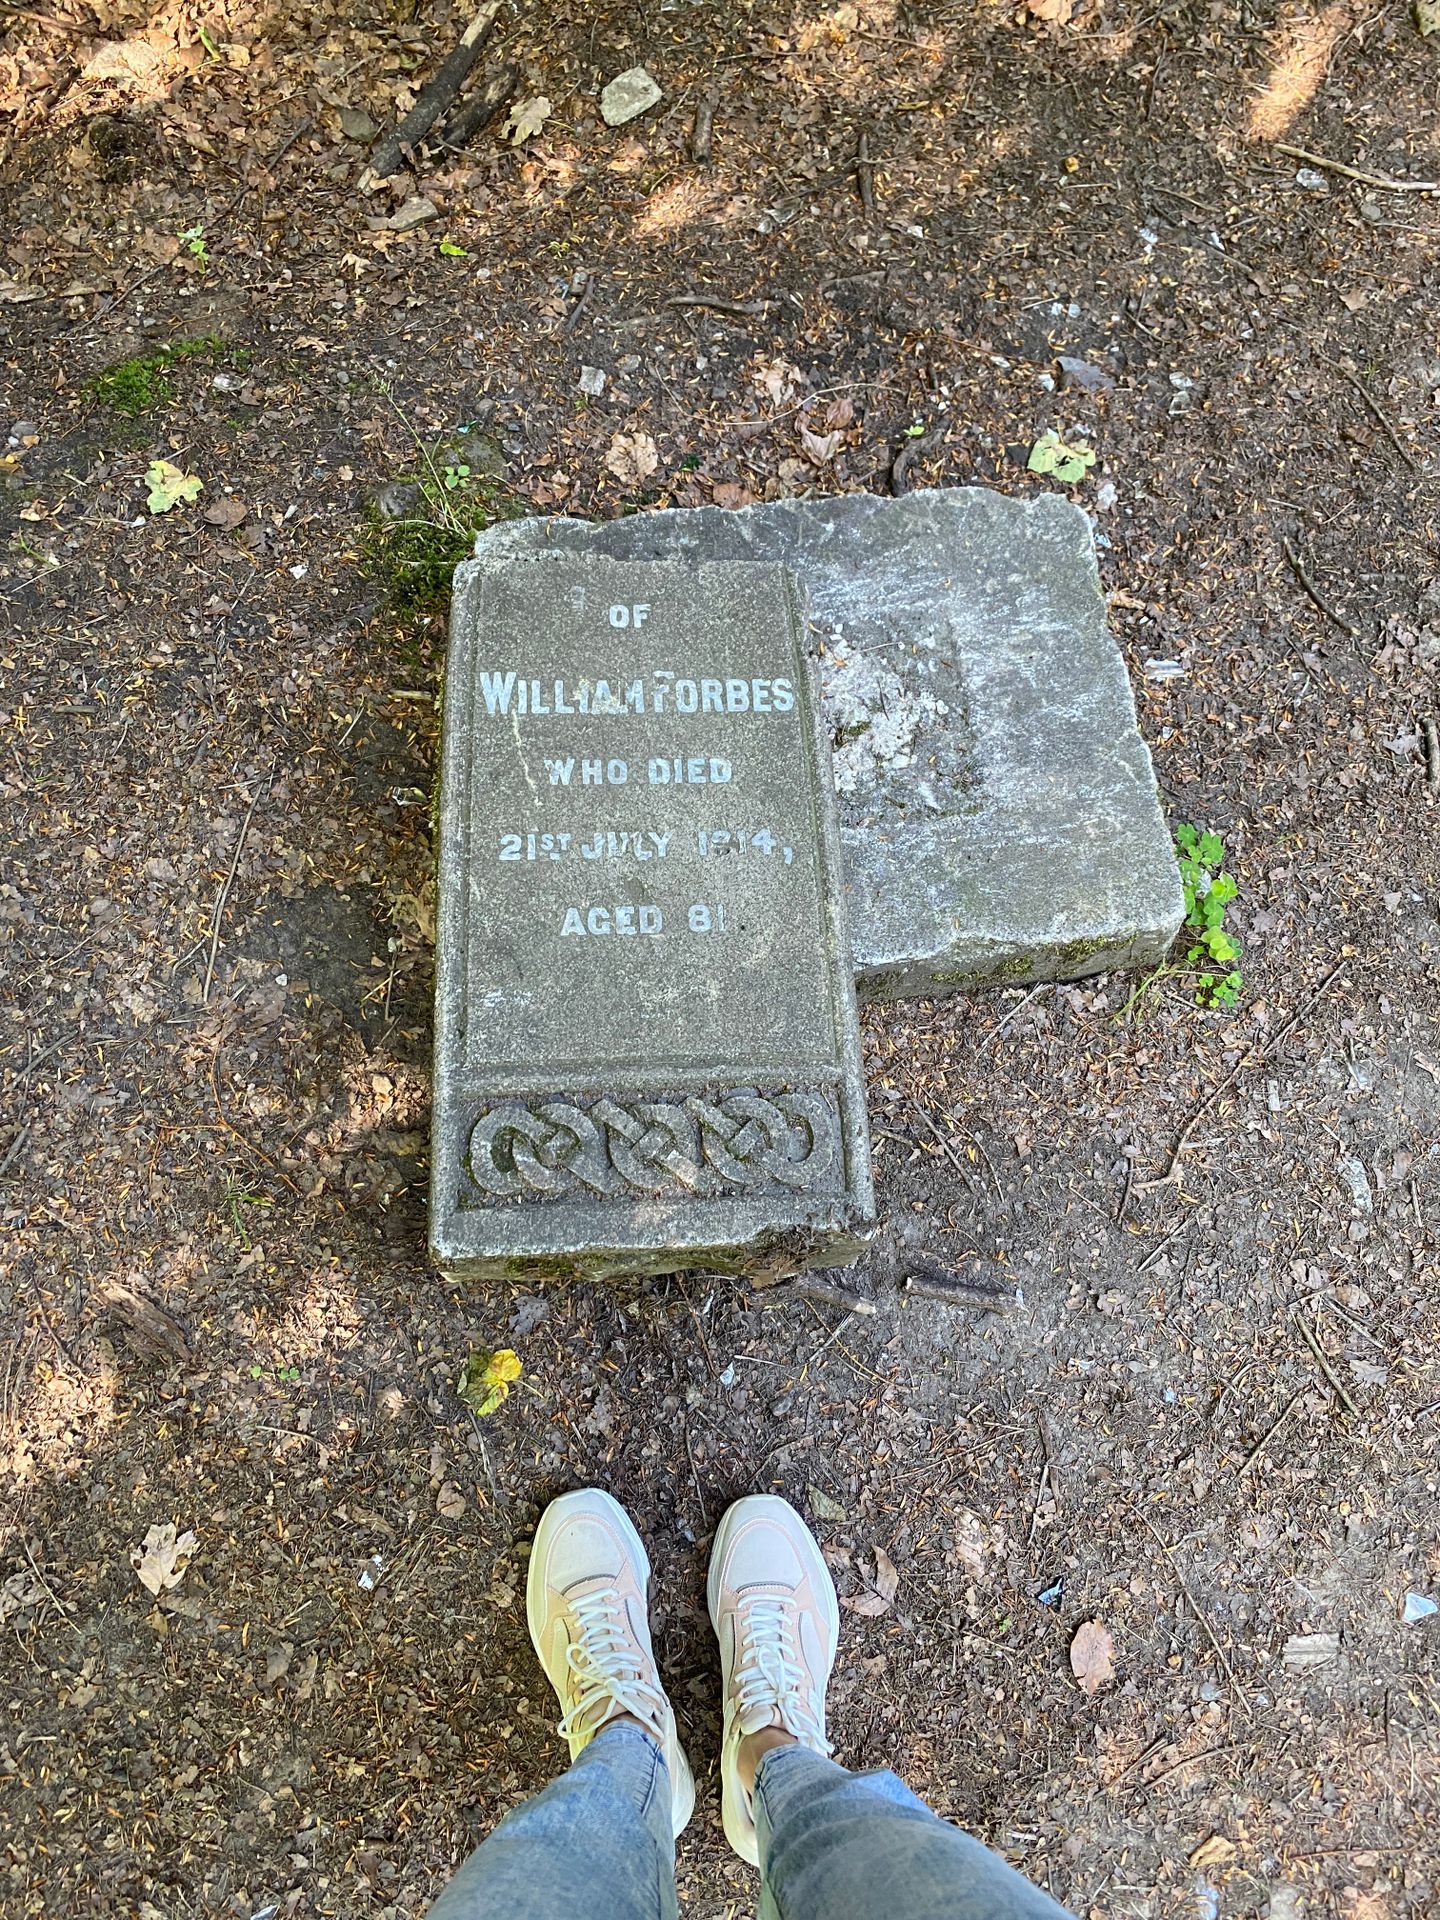 OF
WILLIAM FORBES
WHO DIED
21ST JULY 1914,
AGED 81